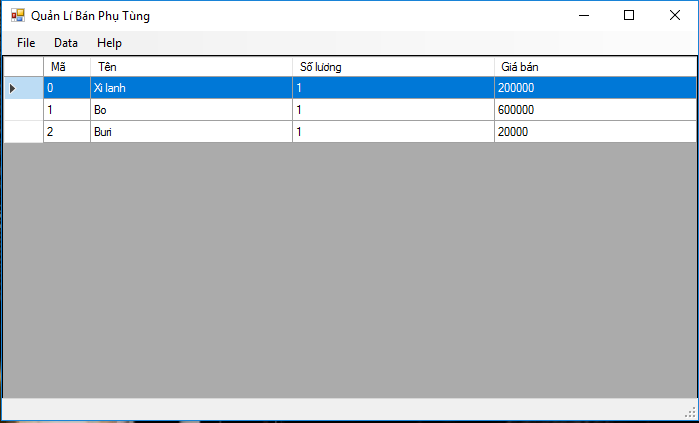 Quản Lí Bán Phụ Tùng
File Data Help
Mã Tên Số lương Giá bán
0 Xi lanh 1 200000
1 Bo 1 600000
2 Buri 1 20000